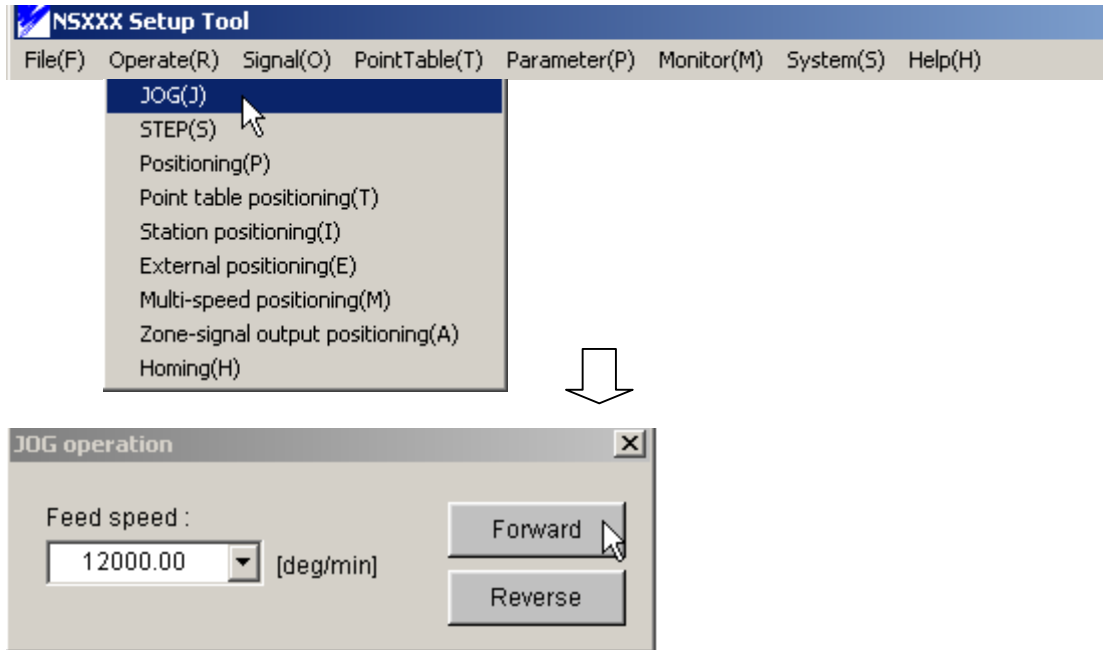 NSXXX Setup Tool
File(F) Operate(R) Signal(O) PointTable(T) Parameter(P) Monitor(M) System(S) Help(H)
JOG(J)
STEP(S)
Positioning(P)
Point table positioning(T)
Station positioning(I)
External positioning(E)
Multi-speed positioning(M)
Zone-signal output positioning(A)
Homing(H)
JOG operation
Feed speed :
12000.00 [deg/min]
Forward
Reverse